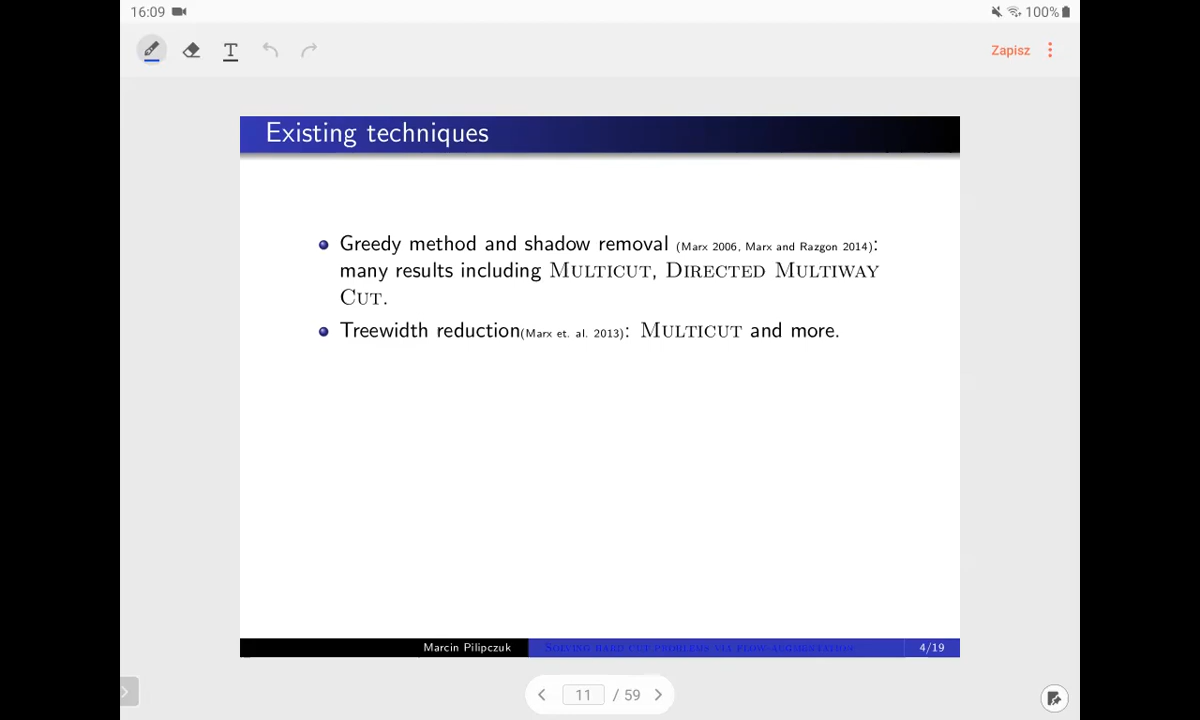 16:09
100%
T
Zapisz
Existing techniques
Greedy method and shadow removal (Marx 2006, Marx and Razgon 2014):
many results including MULTICUT, DIRECTED MULTIWAY
CUT.
Treewidth reduction(Marx et. al. 2013): MULTICUT and more.
Marcin Pilipczuk
SOLVING HARD CUT PROBLEMS VIA FLOW-AUGMENTATION
4/19
11 / 59